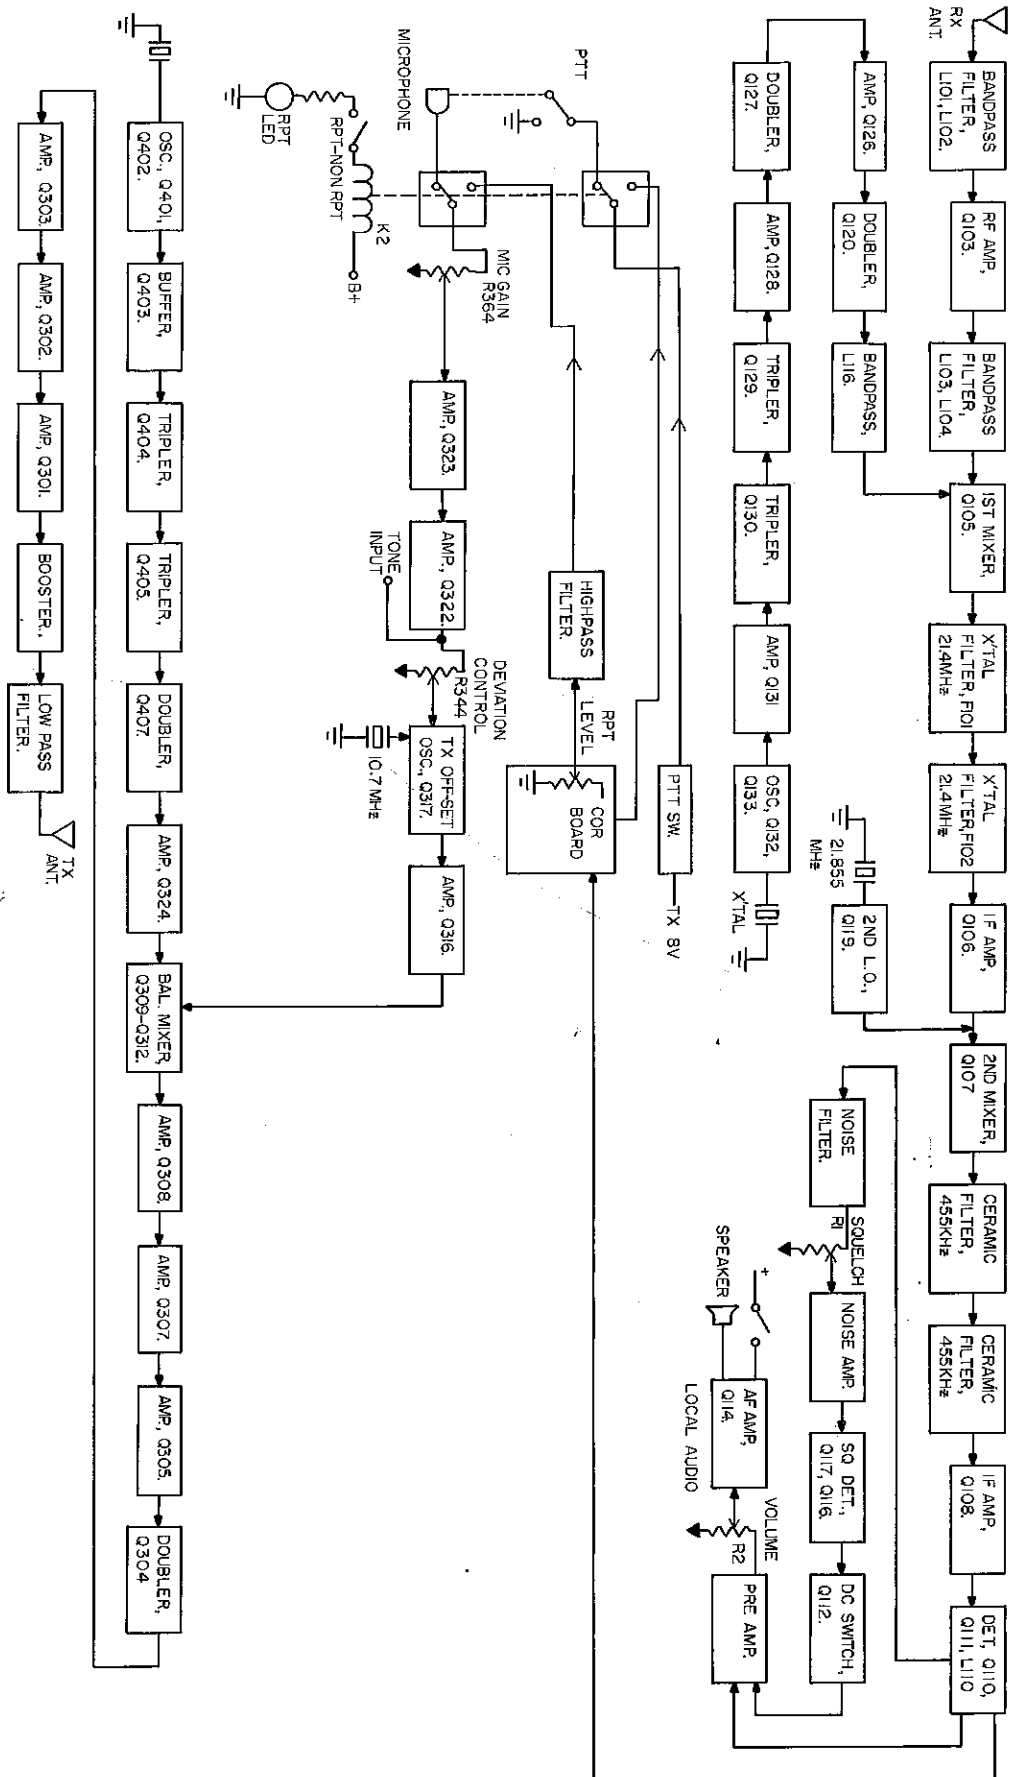 RX
ANT.
BANDPASS
FILTER,
L101, L102.
RF AMP,
Q103.
BANDPASS
FILTER,
L103, L104.
1ST MIXER,
Q105.
X'TAL
FILTER, F101
21.4MHz
X'TAL
FILTER, F102
21.4MHz
IF AMP,
Q106.
2ND MIXER,
Q107
CERAMIC
FILTER,
455KHz
CERAMIC
FILTER,
455KHz
IF AMP,
Q108.
DET, Q110,
Q111, L110
AMP, Q126.
DOUBLER,
Q120.
BANDPASS,
L116.
21.855
MHz
2ND L.O.,
Q119.
NOISE
FILTER.
SQUELCH
R1
NOISE AMP.
SQ DET.,
Q117, Q116.
DC SWITCH,
Q112.
DOUBLER,
Q127.
AMP, Q128.
TRIPLER,
Q129.
TRIPLER,
Q130.
AMP, Q131
OSC, Q132,
Q133.
X'TAL
+
SPEAKER
AF AMP,
Q114.
LOCAL AUDIO
VOLUME
R2
PRE AMP.
PTT
PTT SW.
TX 8V
MICROPHONE
HIGHPASS
FILTER.
RPT
LEVEL
COR
BOARD
MIC GAIN
R364
RPT
LED
RPT-NON RPT
K2
B+
AMP., Q323.
AMP., Q322.
TONE
INPUT
DEVIATION
CONTROL
R344
TX OFF-SET
OSC., Q317.
10.7 MHz
AMP, Q316.
OSC, Q401,
Q402.
BUFFER,
Q403.
TRIPLER,
Q404.
TRIPLER,
Q405.
DOUBLER,
Q407.
AMP, Q324.
BAL. MIXER,
Q309-Q312.
AMP, Q308.
AMP, Q307.
AMP, Q305.
DOUBLER,
Q304
AMP., Q303.
AMP., Q302.
AMP., Q301.
BOOSTER.,
LOW PASS
FILTER.
TX
ANT.